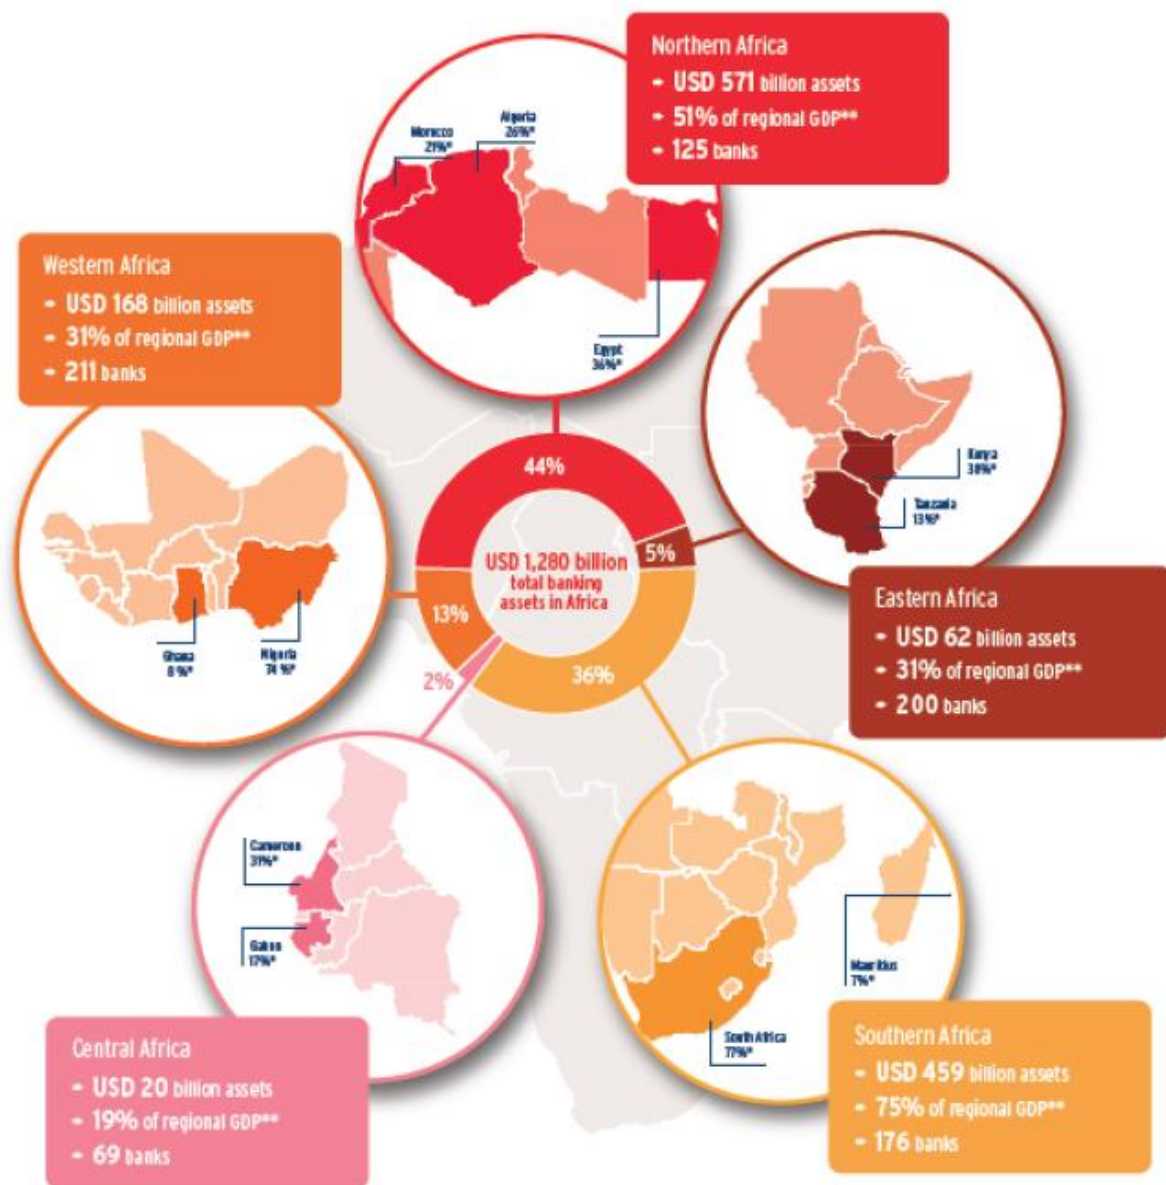 Northern Africa
- USD 571 billion assets
- 51% of regional GDP**
- 125 banks
Morocco
21%*
Algeria
26%*
Egypt
36%*
Western Africa
- USD 168 billion assets
- 31% of regional GDP**
- 211 banks
Ghana
8%*
Nigeria
74%*
Kenya
38%*
Tanzania
13%*
Eastern Africa
- USD 62 billion assets
- 31% of regional GDP**
- 200 banks
44%
5%
36%
2%
13%
USD 1,280 billion
total banking
assets in Africa
Cameroon
31%*
Gabon
17%*
Central Africa
- USD 20 billion assets
- 19% of regional GDP**
- 69 banks
Mauritius
7%*
South Africa
77%*
Southern Africa
- USD 459 billion assets
- 75% of regional GDP**
- 176 banks